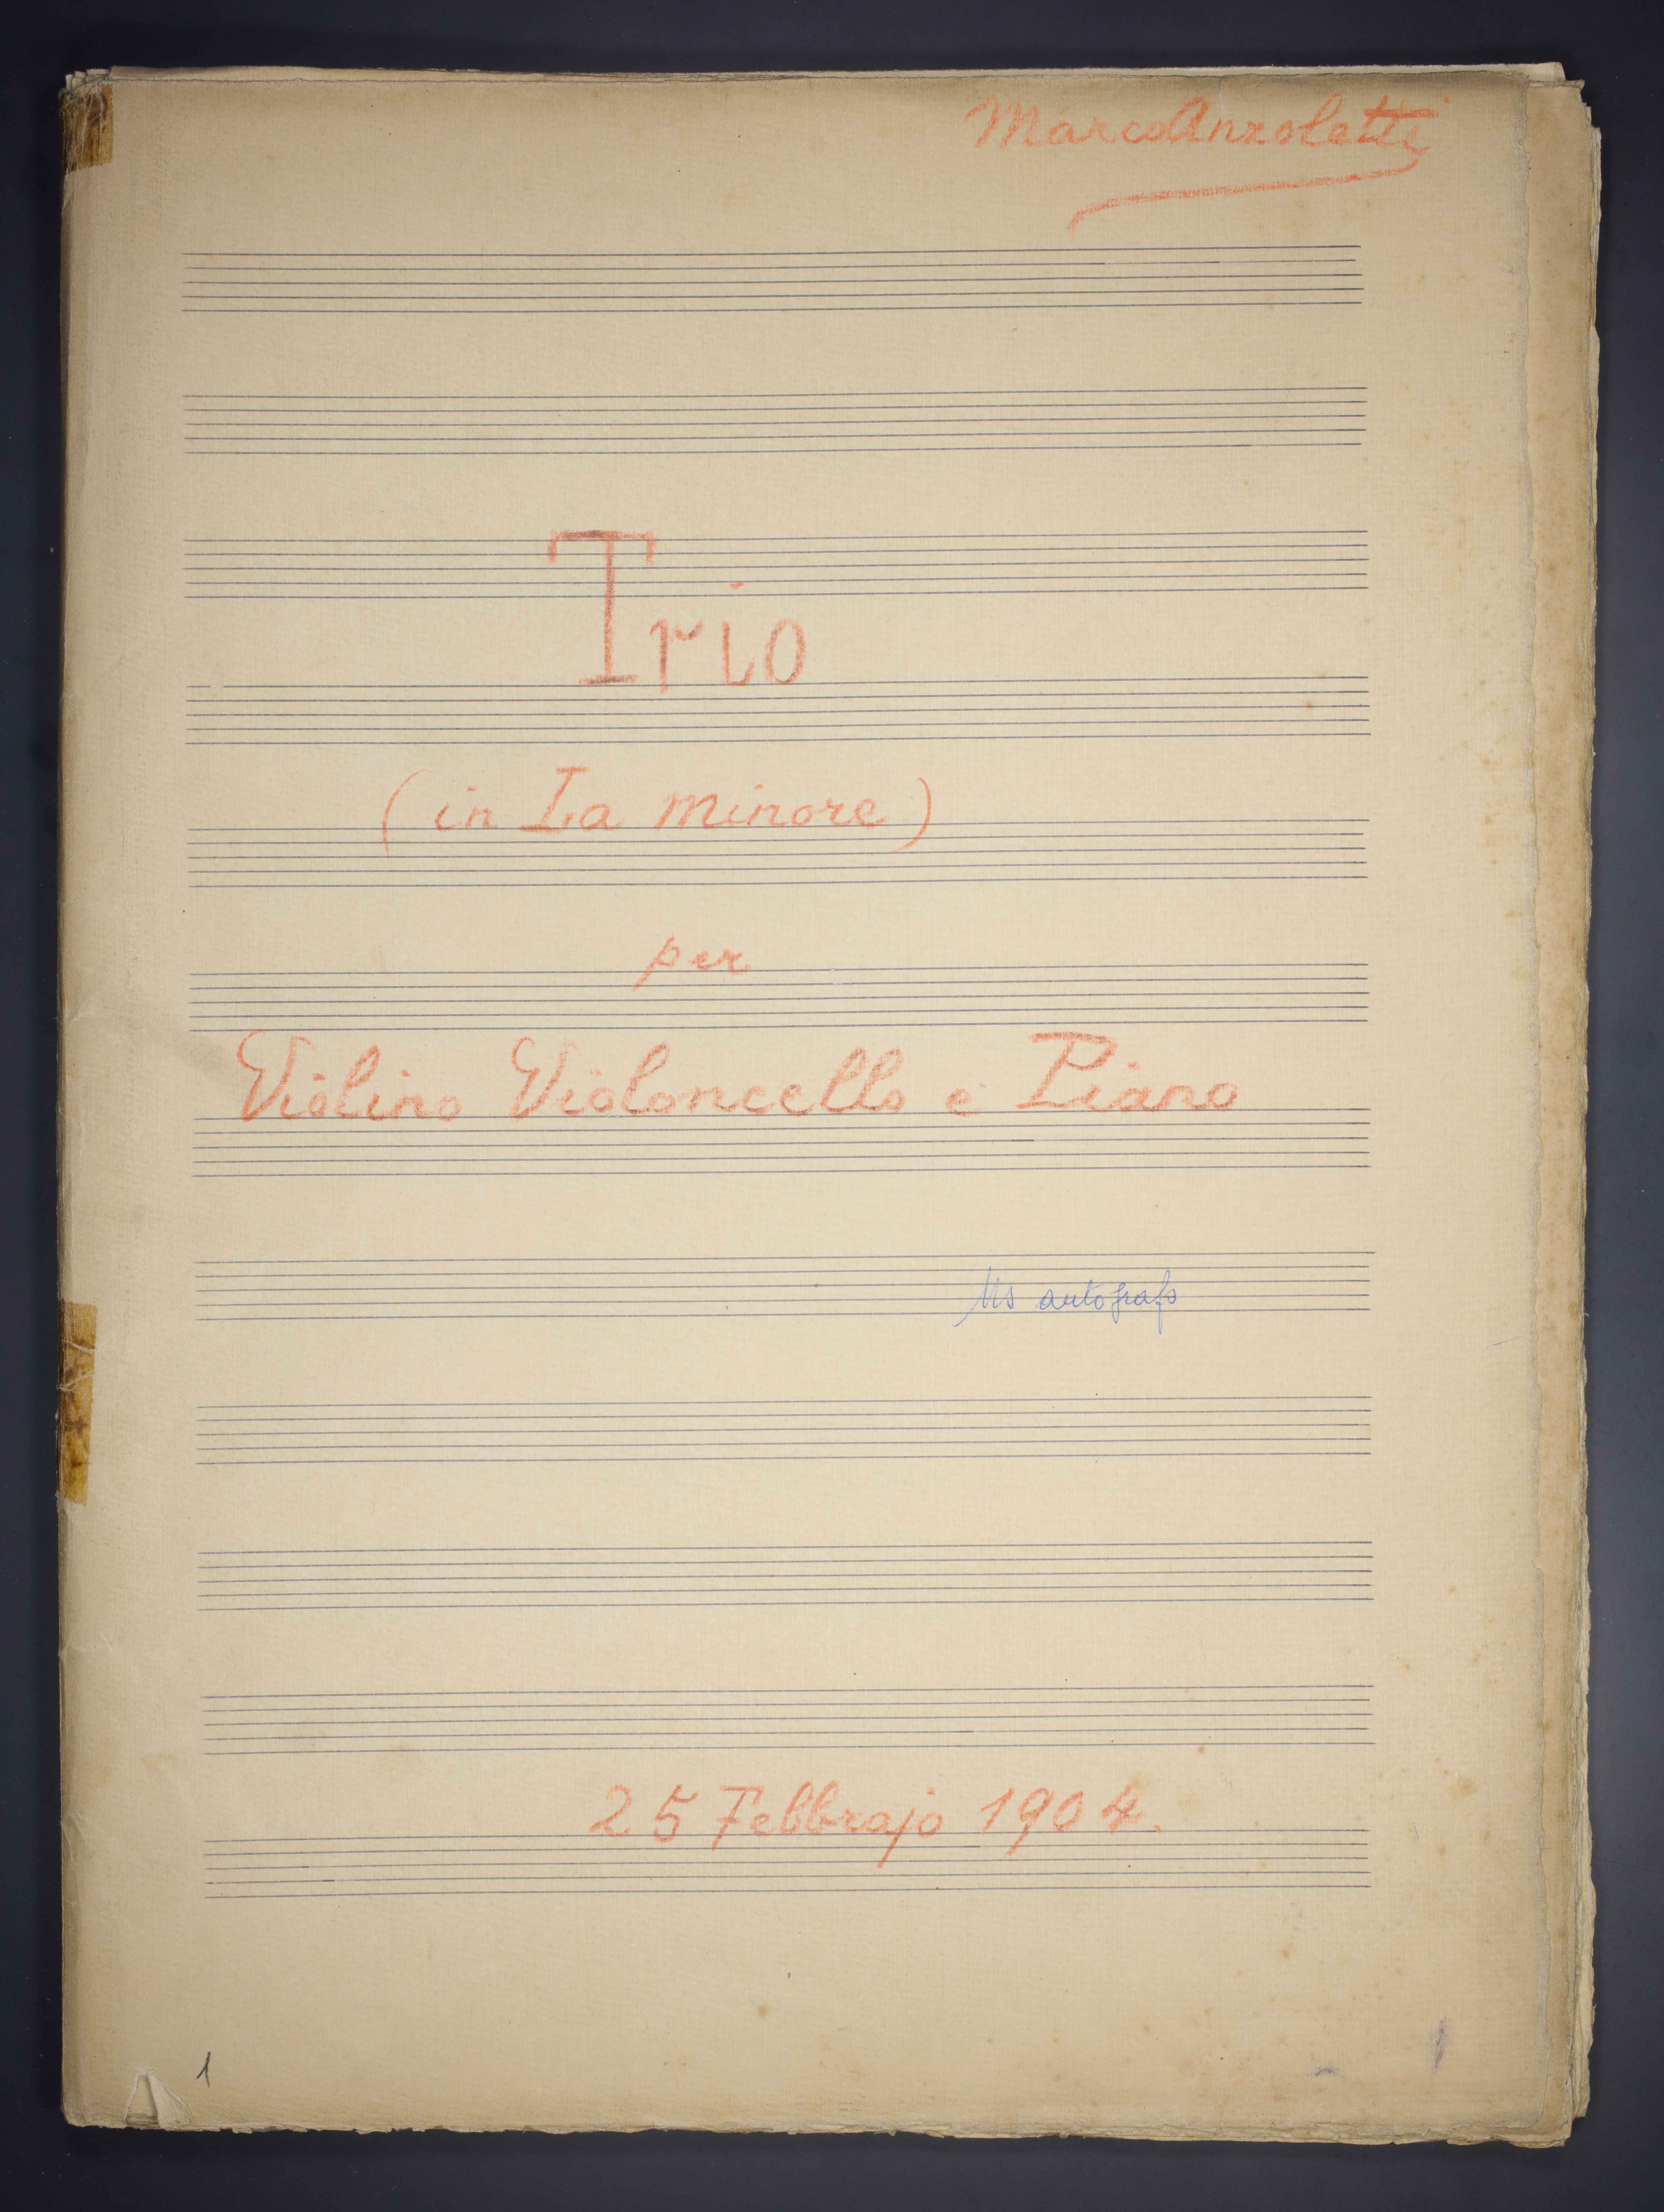 Marco Anzoletti
Trio
(in La minore)
per
Violino Violoncello e Piano
Ms autografo
25 Febbrajo 1904.
1